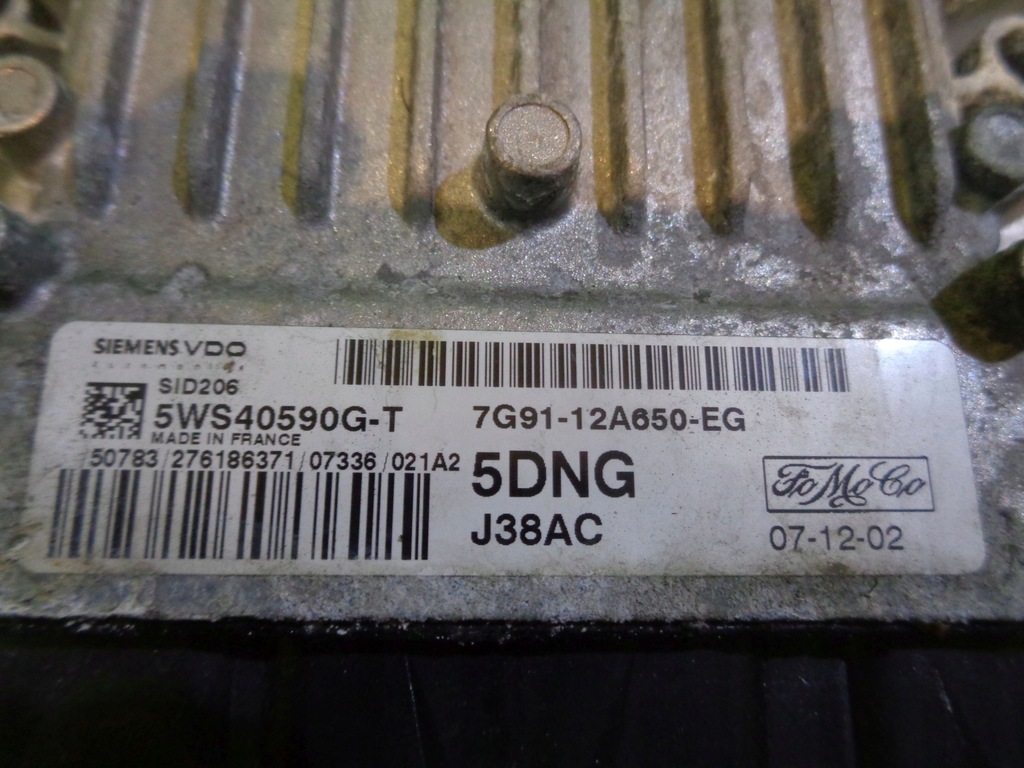 SIEMENS VDO
Automotive
SID206
5WS40590G-T 7G91-12A650-EG
MADE IN FRANCE
50783/276186371/07336/021A2
5DNG
J38AC
FoMoCo
07-12-02